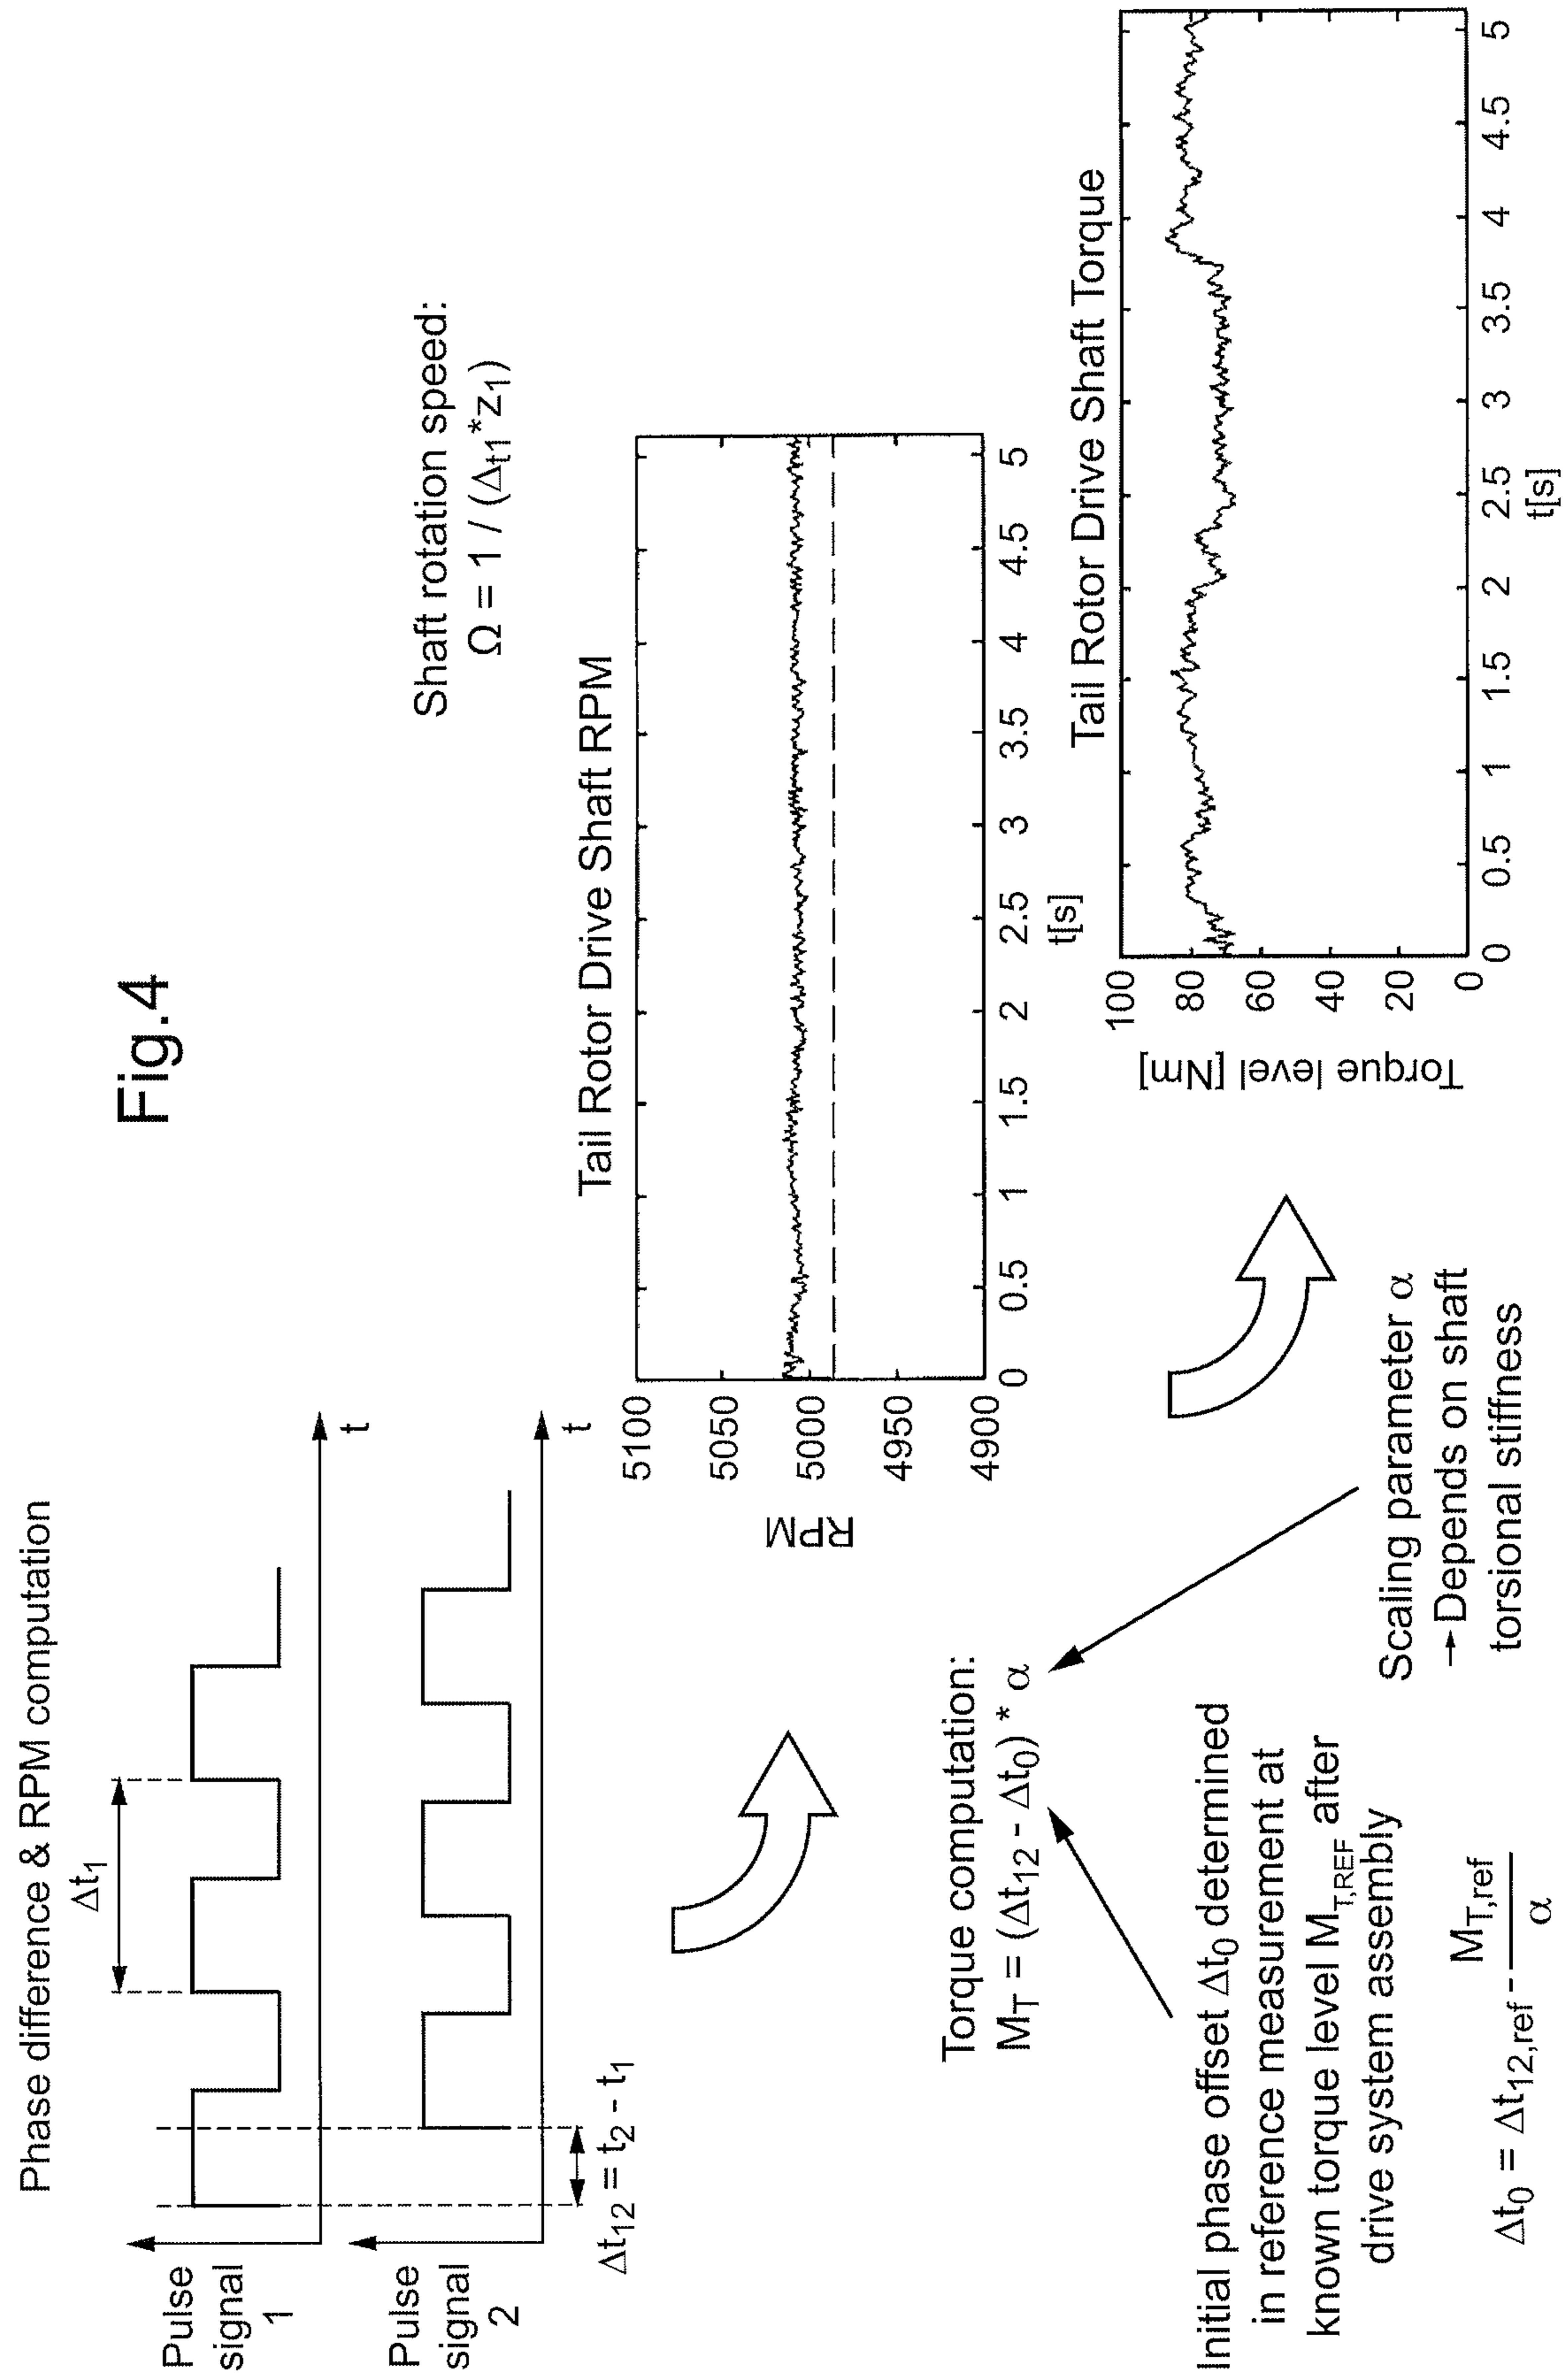 Fig.4
Phase difference & RPM computation
Δt1
Pulse
signal
1
t
Pulse
signal
2
t
Δt12 = t2 - t1
Shaft rotation speed:
Ω = 1 / (Δt1*z1)
Tail Rotor Drive Shaft RPM
RPM
5100
5050
5000
4950
4900
0 0.5 1 1.5 2 2.5 3 3.5 4 4.5 5
t[s]
Torque computation:
MT = (Δt12 - Δt0) * α
Tail Rotor Drive Shaft Torque
Torque level [Nm]
100
80
60
40
20
0
0 0.5 1 1.5 2 2.5 3 3.5 4 4.5 5
t[s]
Initial phase offset Δt0 determined
in reference measurement at
known torque level MT,REF after
drive system assembly
Δt0 = Δt12,ref - MT,ref / α
Scaling parameter α
→Depends on shaft
torsional stiffness